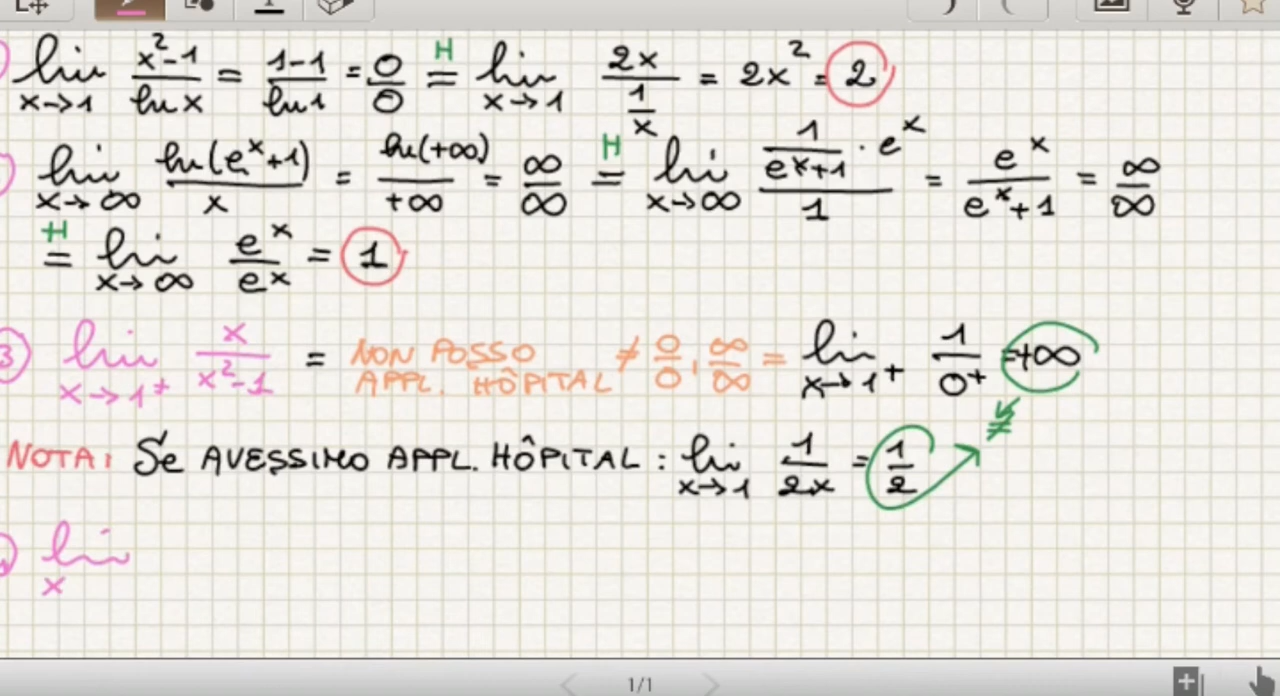 lim x→1 x²-1/ln x = 1-1/ln1 = 0/0 H= lim x→1 2x/(1/x) = 2x² = 2
lim x→∞ ln(eˣ+1)/x = ln(+∞)/+∞ = ∞/∞ H= lim x→∞ (1/(eˣ+1) · eˣ)/1 = eˣ/(eˣ+1) = ∞/∞
H= lim x→∞ eˣ/eˣ = 1
③ lim x→1⁺ x/(x²-1) = NON POSSO APPL. HÔPITAL ≠ 0/0, ∞/∞ = lim x→1⁺ 1/0⁺ = +∞
NOTA: SE AVESSIMO APPL. HÔPITAL : lim x→1 1/2x = 1/2 ≠
lim x
1/1